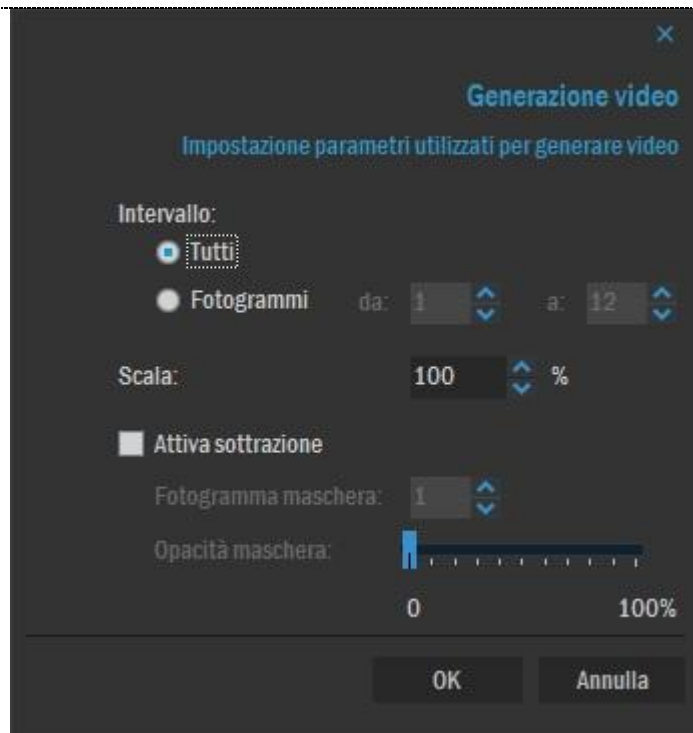 Generazione video
Impostazione parametri utilizzati per generare video
Intervallo:
Tutti
Fotogrammi da: 1 a: 12
Scala: 100 %
Attiva sottrazione
Fotogramma maschera: 1
Opacità maschera:
0 100%
OK Annulla